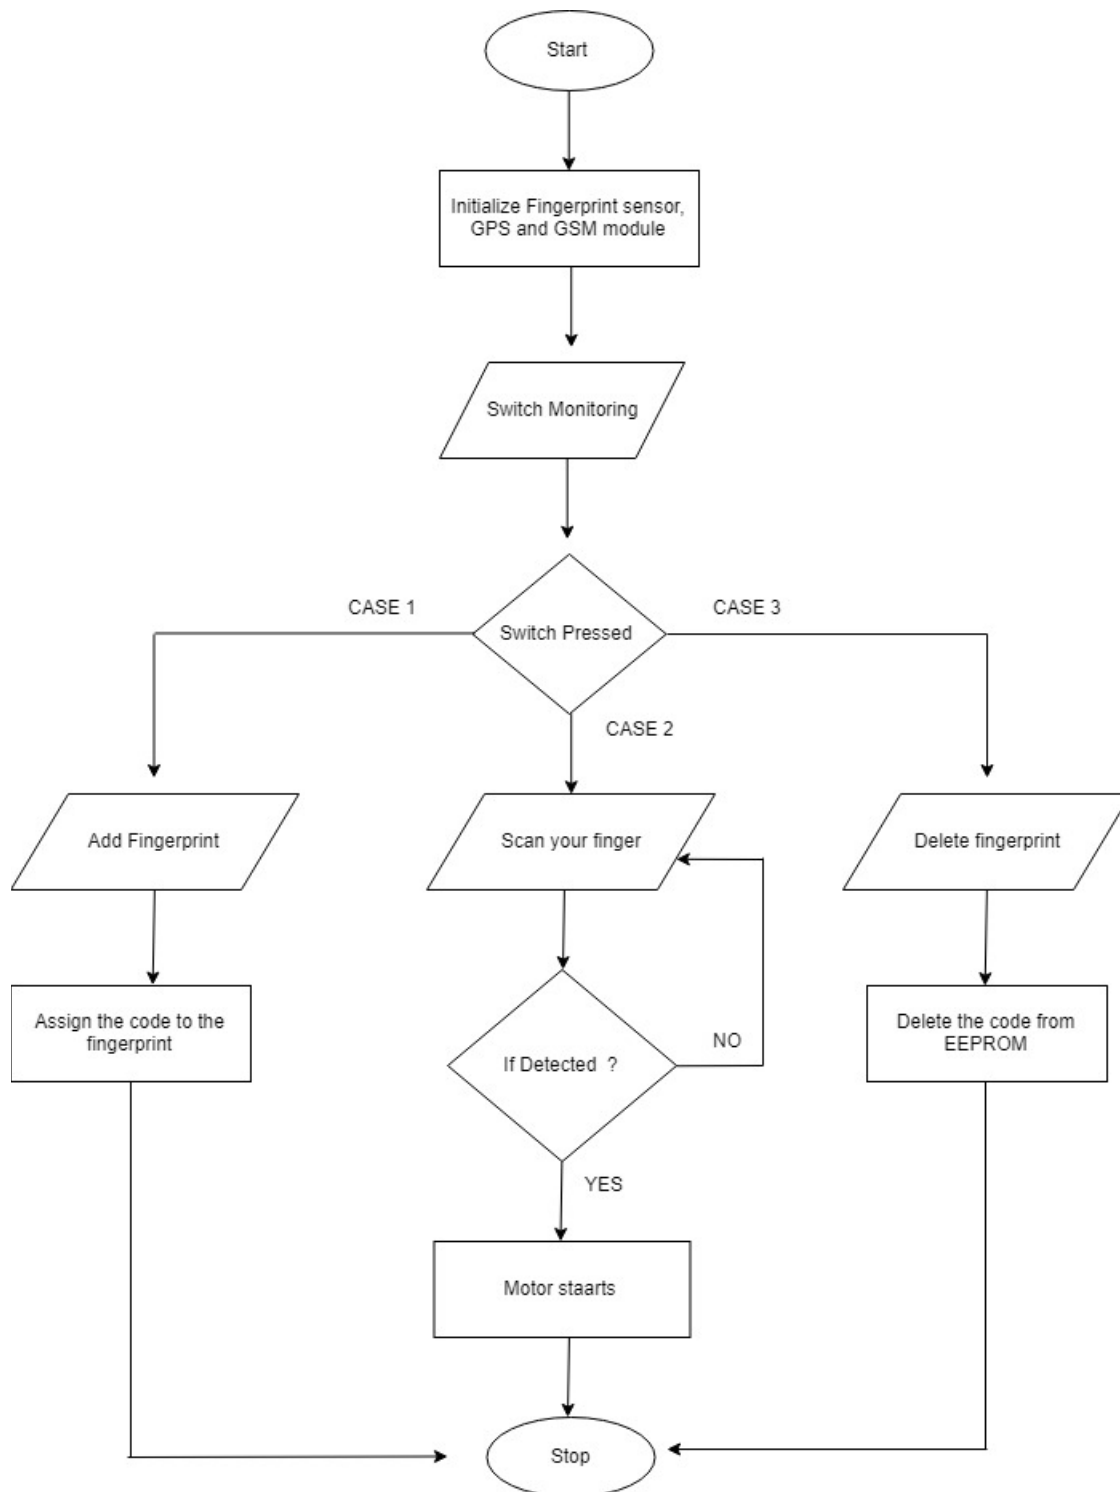 Start
Initialize Fingerprint sensor,
GPS and GSM module
Switch Monitoring
CASE 1
CASE 3
Switch Pressed
CASE 2
Add Fingerprint
Scan your finger
Delete fingerprint
Assign the code to the
fingerprint
Delete the code from
EEPROM
NO
If Detected ?
YES
Motor staarts
Stop